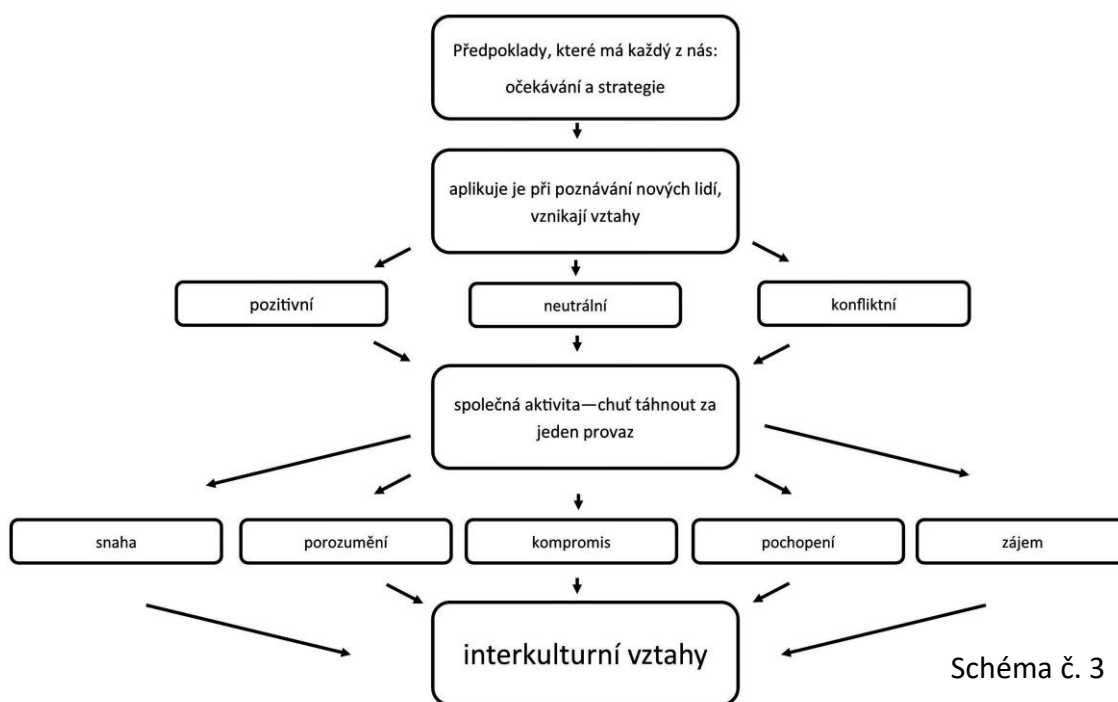 Předpoklady, které má každý z nás:
očekávání a strategie
aplikuje je při poznávání nových lidí,
vznikají vztahy
pozitivní
neutrální
konfliktní
společná aktivita—chuť táhnout za
jeden provaz
snaha
porozumění
kompromis
pochopení
zájem
interkulturní vztahy
Schéma č. 3